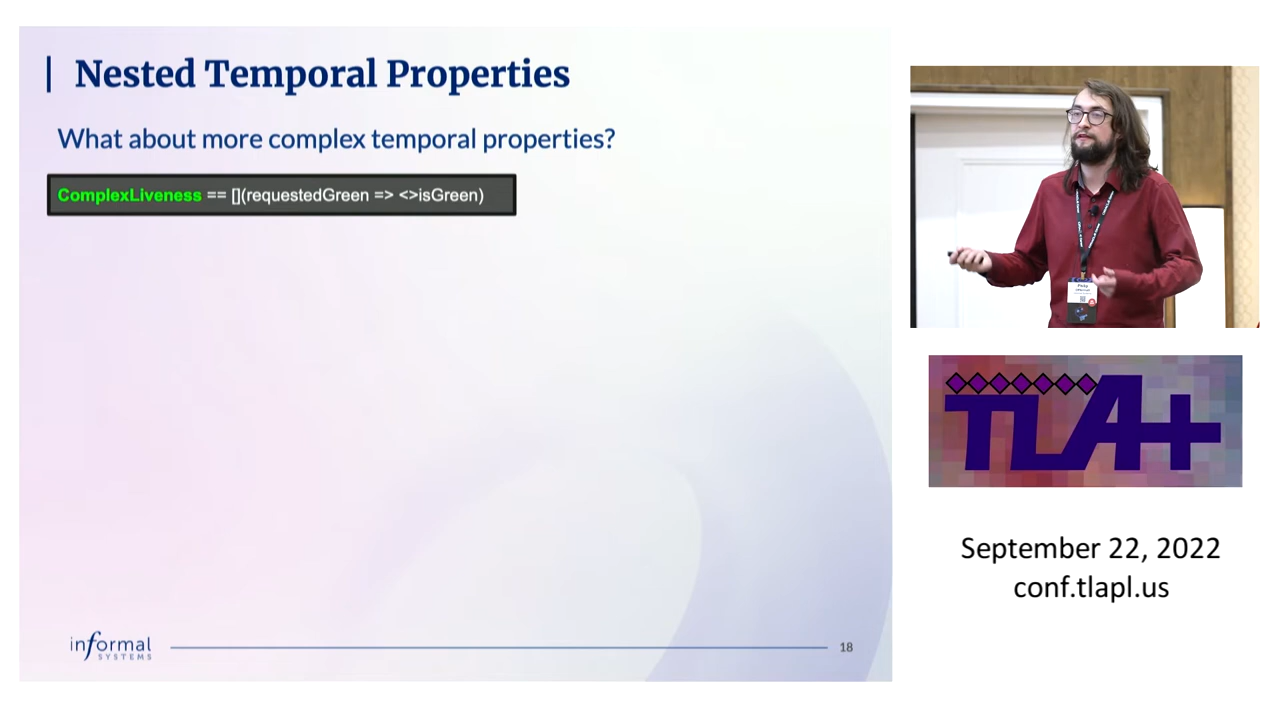 Nested Temporal Properties
What about more complex temporal properties?
ComplexLiveness == [](requestedGreen => <>isGreen)
informal
SYSTEMS
18
TLA+
September 22, 2022
conf.tlapl.us